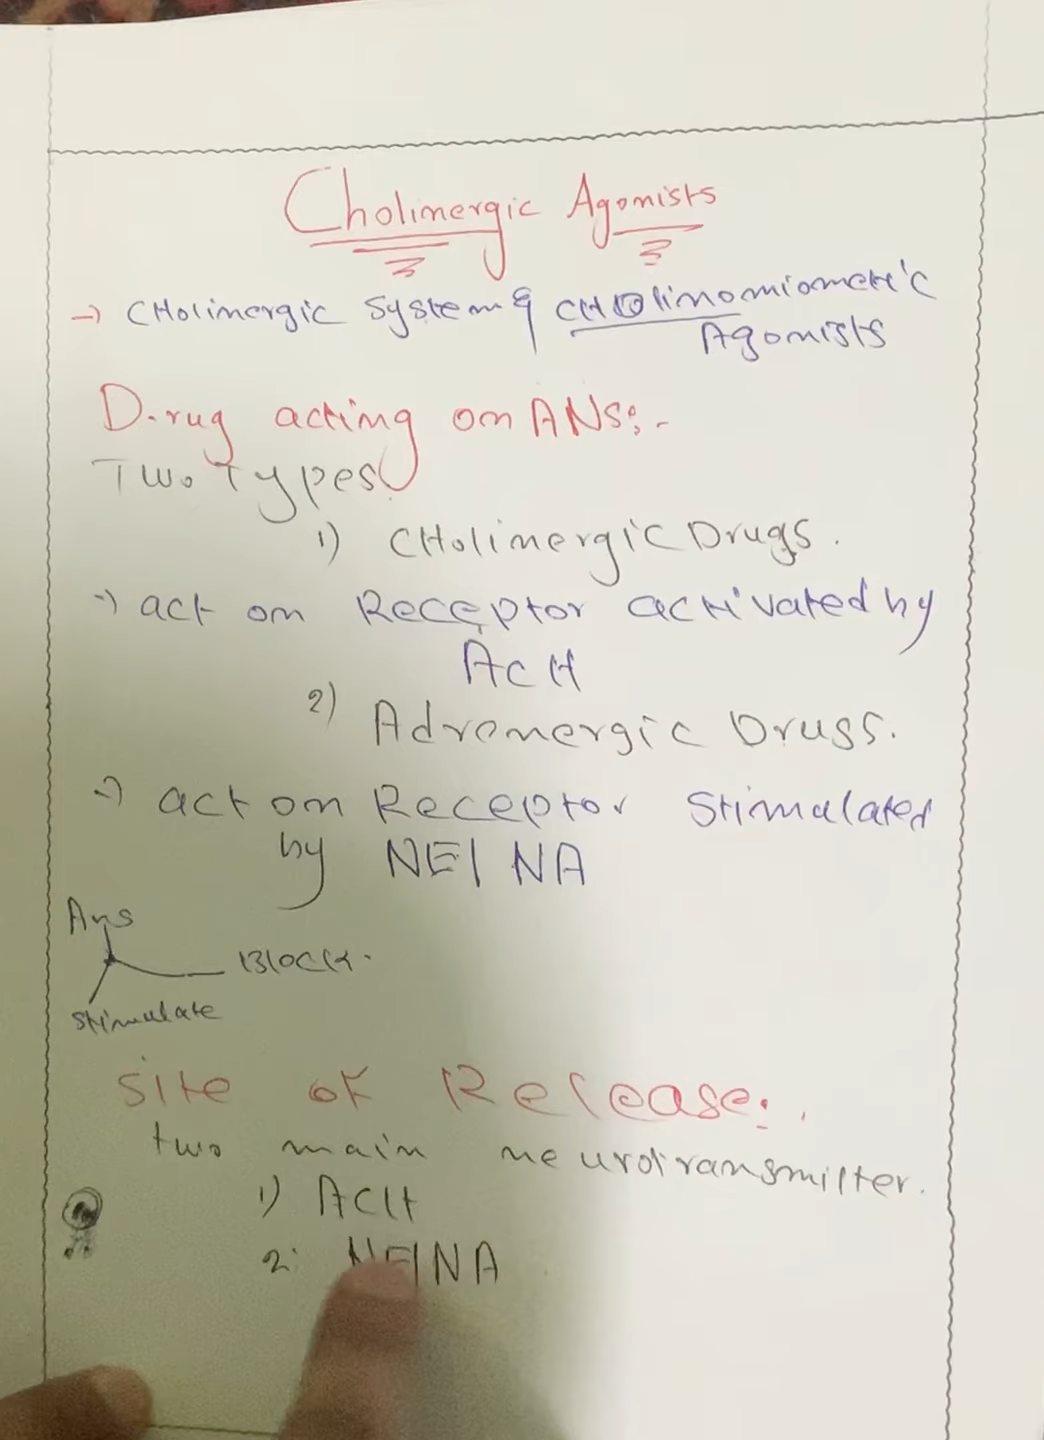 Cholinergic Agonists
→ CHolinergic system & CHOlinomiometic
Agonists
Drug acting on ANS:-
Two Types
1) CHolinergic Drugs.
→ act on Receptor activated by
AcH
2) Adrenergic Drugs.
→ act on Receptor Stimulated
by NE/NA
Ans
Block.
Stimulate
Site of Release:.
two main neurotransmitter.
1) ACH
2. NE/NA